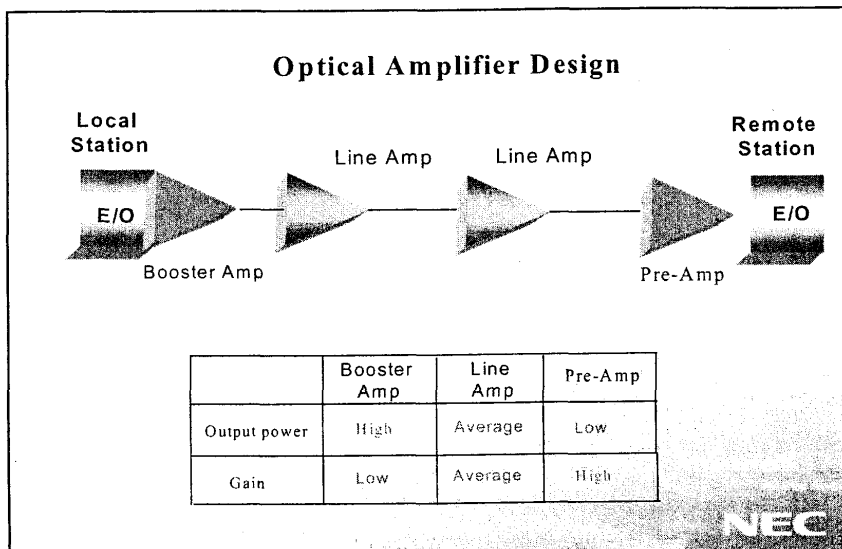 Optical Amplifier Design
Local
Station
Remote
Station
Line Amp
Line Amp
E/O
E/O
Booster Amp
Pre-Amp
Booster
Amp
Line
Amp
Pre-Amp
Output power
High
Average
Low
Gain
Low
Average
High
NEC